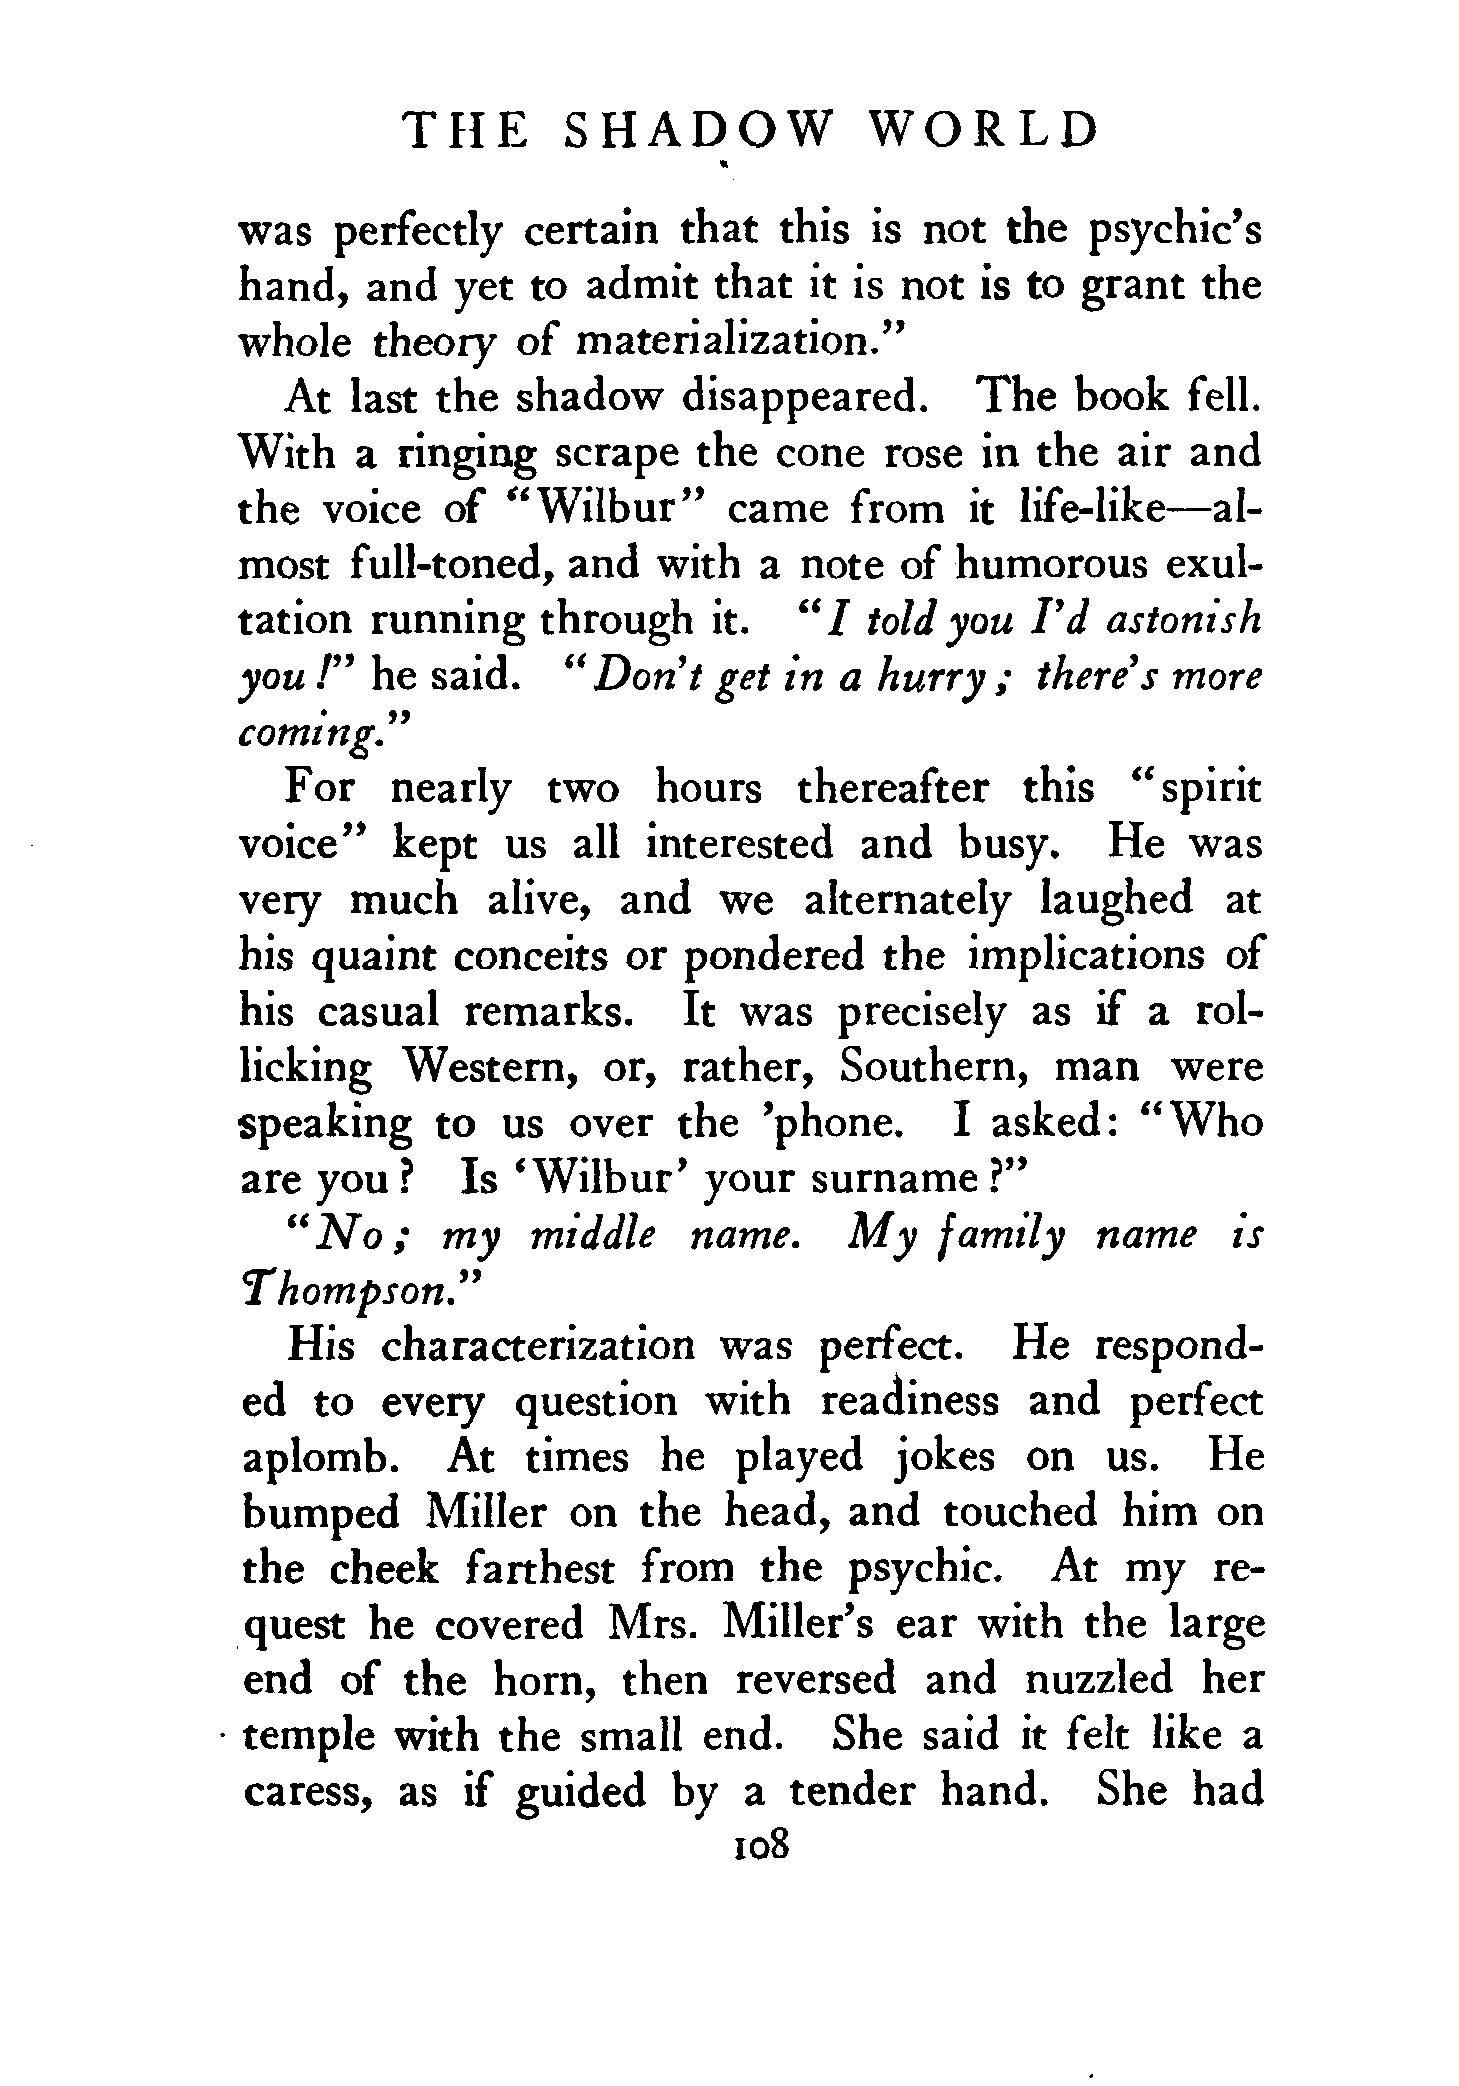 THE SHADOW WORLD
was perfectly certain that this is not the psychic's
hand, and yet to admit that it is not is to grant the
whole theory of materialization."
At last the shadow disappeared. The book fell.
With a ringing scrape the cone rose in the air and
the voice of "Wilbur" came from it life-like—al-
most full-toned, and with a note of humorous exul-
tation running through it. "I told you I'd astonish
you!" he said. "Don't get in a hurry; there's more
coming."
For nearly two hours thereafter this "spirit
voice" kept us all interested and busy. He was
very much alive, and we alternately laughed at
his quaint conceits or pondered the implications of
his casual remarks. It was precisely as if a rol-
licking Western, or, rather, Southern, man were
speaking to us over the 'phone. I asked: "Who
are you? Is 'Wilbur' your surname?"
"No; my middle name. My family name is
Thompson."
His characterization was perfect. He respond-
ed to every question with readiness and perfect
aplomb. At times he played jokes on us. He
bumped Miller on the head, and touched him on
the cheek farthest from the psychic. At my re-
quest he covered Mrs. Miller's ear with the large
end of the horn, then reversed and nuzzled her
temple with the small end. She said it felt like a
caress, as if guided by a tender hand. She had
108